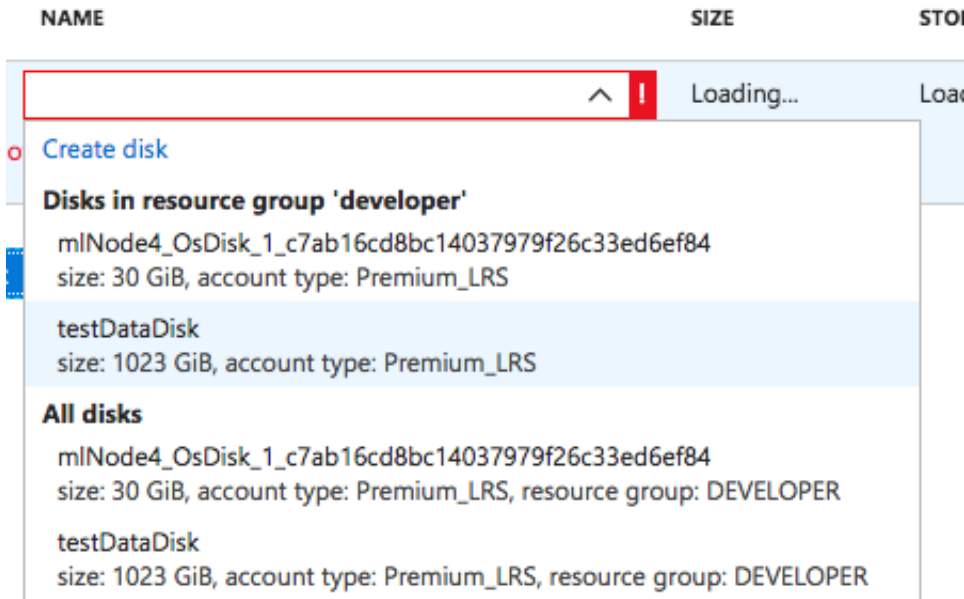 NAME SIZE
Loading...
Create disk
Disks in resource group 'developer'
mlNode4_OsDisk_1_c7ab16cd8bc14037979f26c33ed6ef84
size: 30 GiB, account type: Premium_LRS
testDataDisk
size: 1023 GiB, account type: Premium_LRS
All disks
mlNode4_OsDisk_1_c7ab16cd8bc14037979f26c33ed6ef84
size: 30 GiB, account type: Premium_LRS, resource group: DEVELOPER
testDataDisk
size: 1023 GiB, account type: Premium_LRS, resource group: DEVELOPER